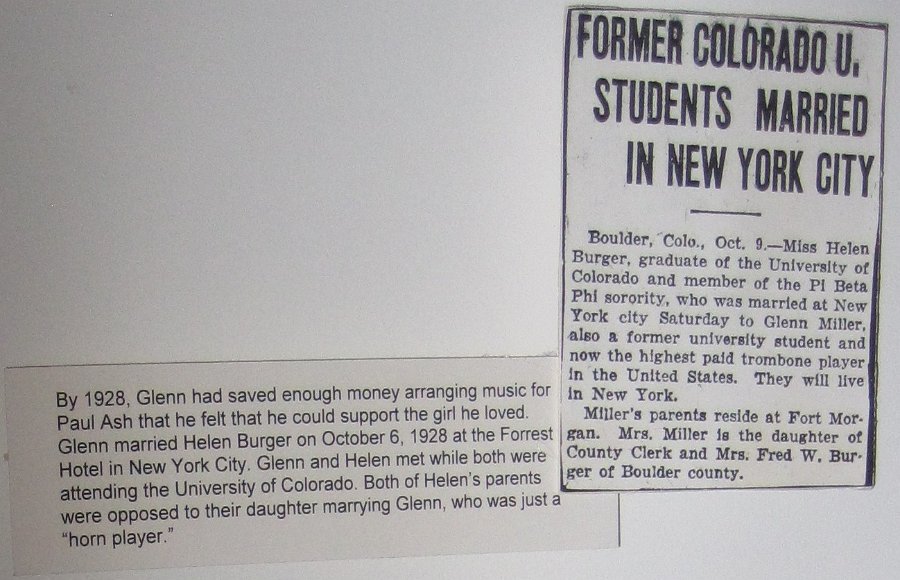 FORMER COLORADO U.
STUDENTS MARRIED
IN NEW YORK CITY
Boulder, Colo., Oct. 9.—Miss Helen
Burger, graduate of the University of
Colorado and member of the Pi Beta
Phi sorority, who was married at New
York city Saturday to Glenn Miller,
also a former university student and
now the highest paid trombone player
in the United States. They will live
in New York.
Miller's parents reside at Fort Mor-
gan. Mrs. Miller is the daughter of
County Clerk and Mrs. Fred W. Bur-
ger of Boulder county.
By 1928, Glenn had saved enough money arranging music for
Paul Ash that he felt that he could support the girl he loved.
Glenn married Helen Burger on October 6, 1928 at the Forrest
Hotel in New York City. Glenn and Helen met while both were
attending the University of Colorado. Both of Helen's parents
were opposed to their daughter marrying Glenn, who was just a
“horn player.”